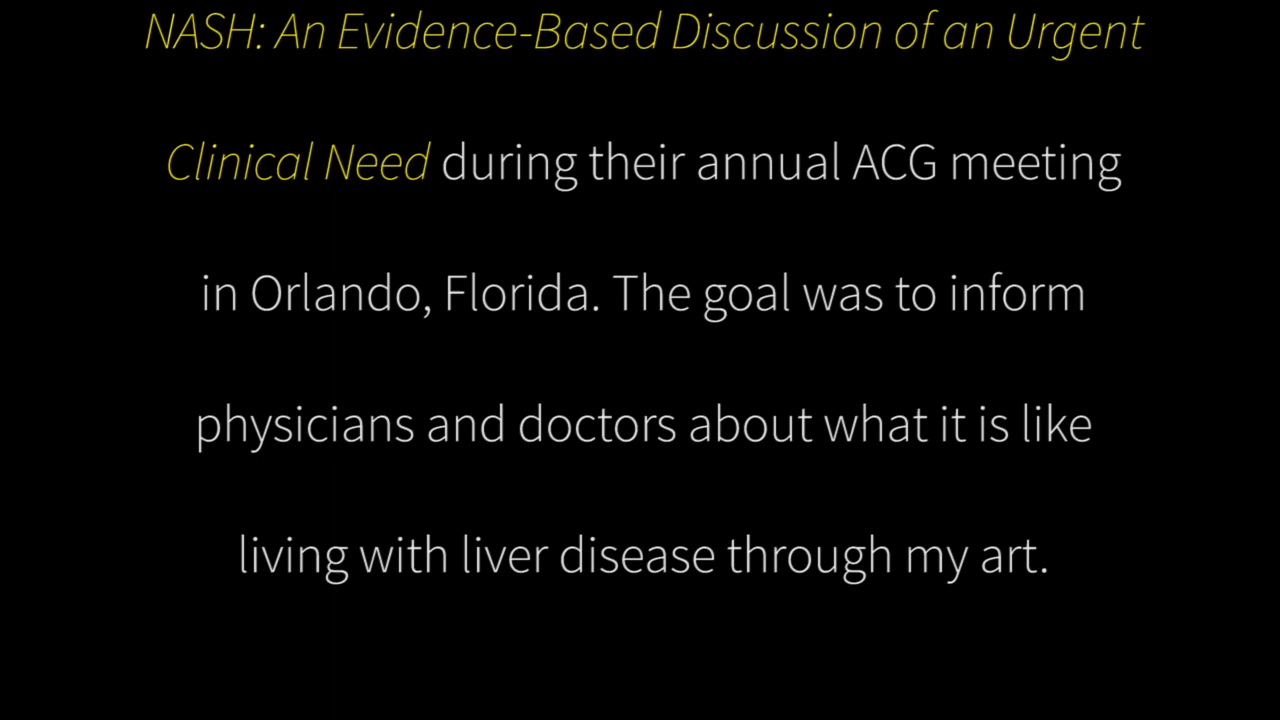 NASH: An Evidence-Based Discussion of an Urgent
Clinical Need during their annual ACG meeting
in Orlando, Florida. The goal was to inform
physicians and doctors about what it is like
living with liver disease through my art.